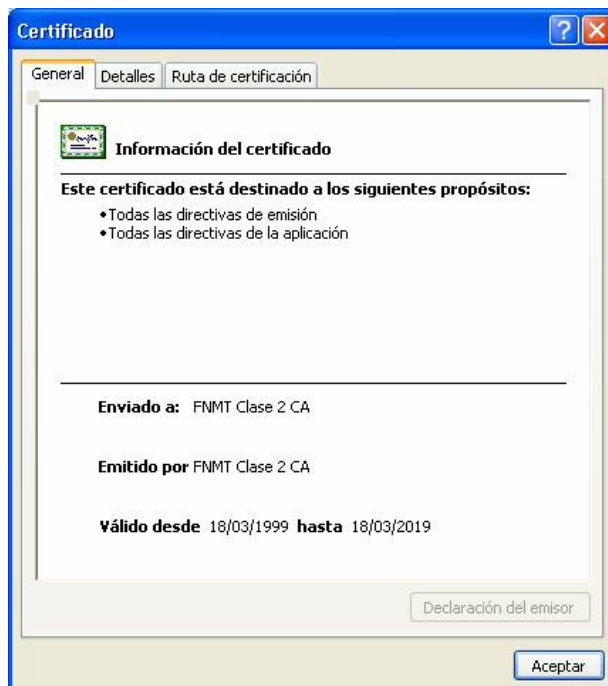 Certificado
General Detalles Ruta de certificación
Información del certificado
Este certificado está destinado a los siguientes propósitos:
•Todas las directivas de emisión
•Todas las directivas de la aplicación
Enviado a: FNMT Clase 2 CA
Emitido por FNMT Clase 2 CA
Válido desde 18/03/1999 hasta 18/03/2019
Declaración del emisor
Aceptar